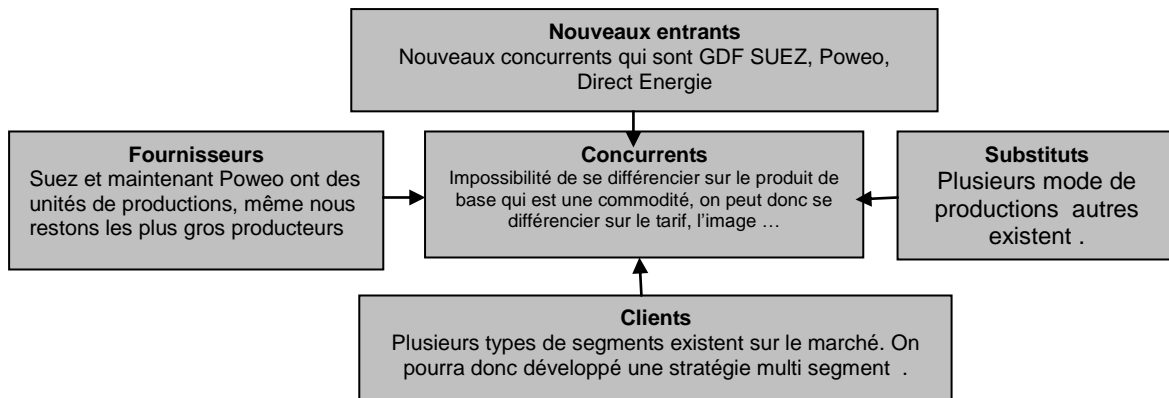 Nouveaux entrants
Nouveaux concurrents qui sont GDF SUEZ, Poweo,
Direct Energie
Fournisseurs
Suez et maintenant Poweo ont des
unités de productions, même nous
restons les plus gros producteurs
Concurrents
Impossibilité de se différencier sur le produit de
base qui est une commodité, on peut donc se
différencier sur le tarif, l'image …
Substituts
Plusieurs mode de
productions autres
existent .
Clients
Plusieurs types de segments existent sur le marché. On
pourra donc développé une stratégie multi segment .